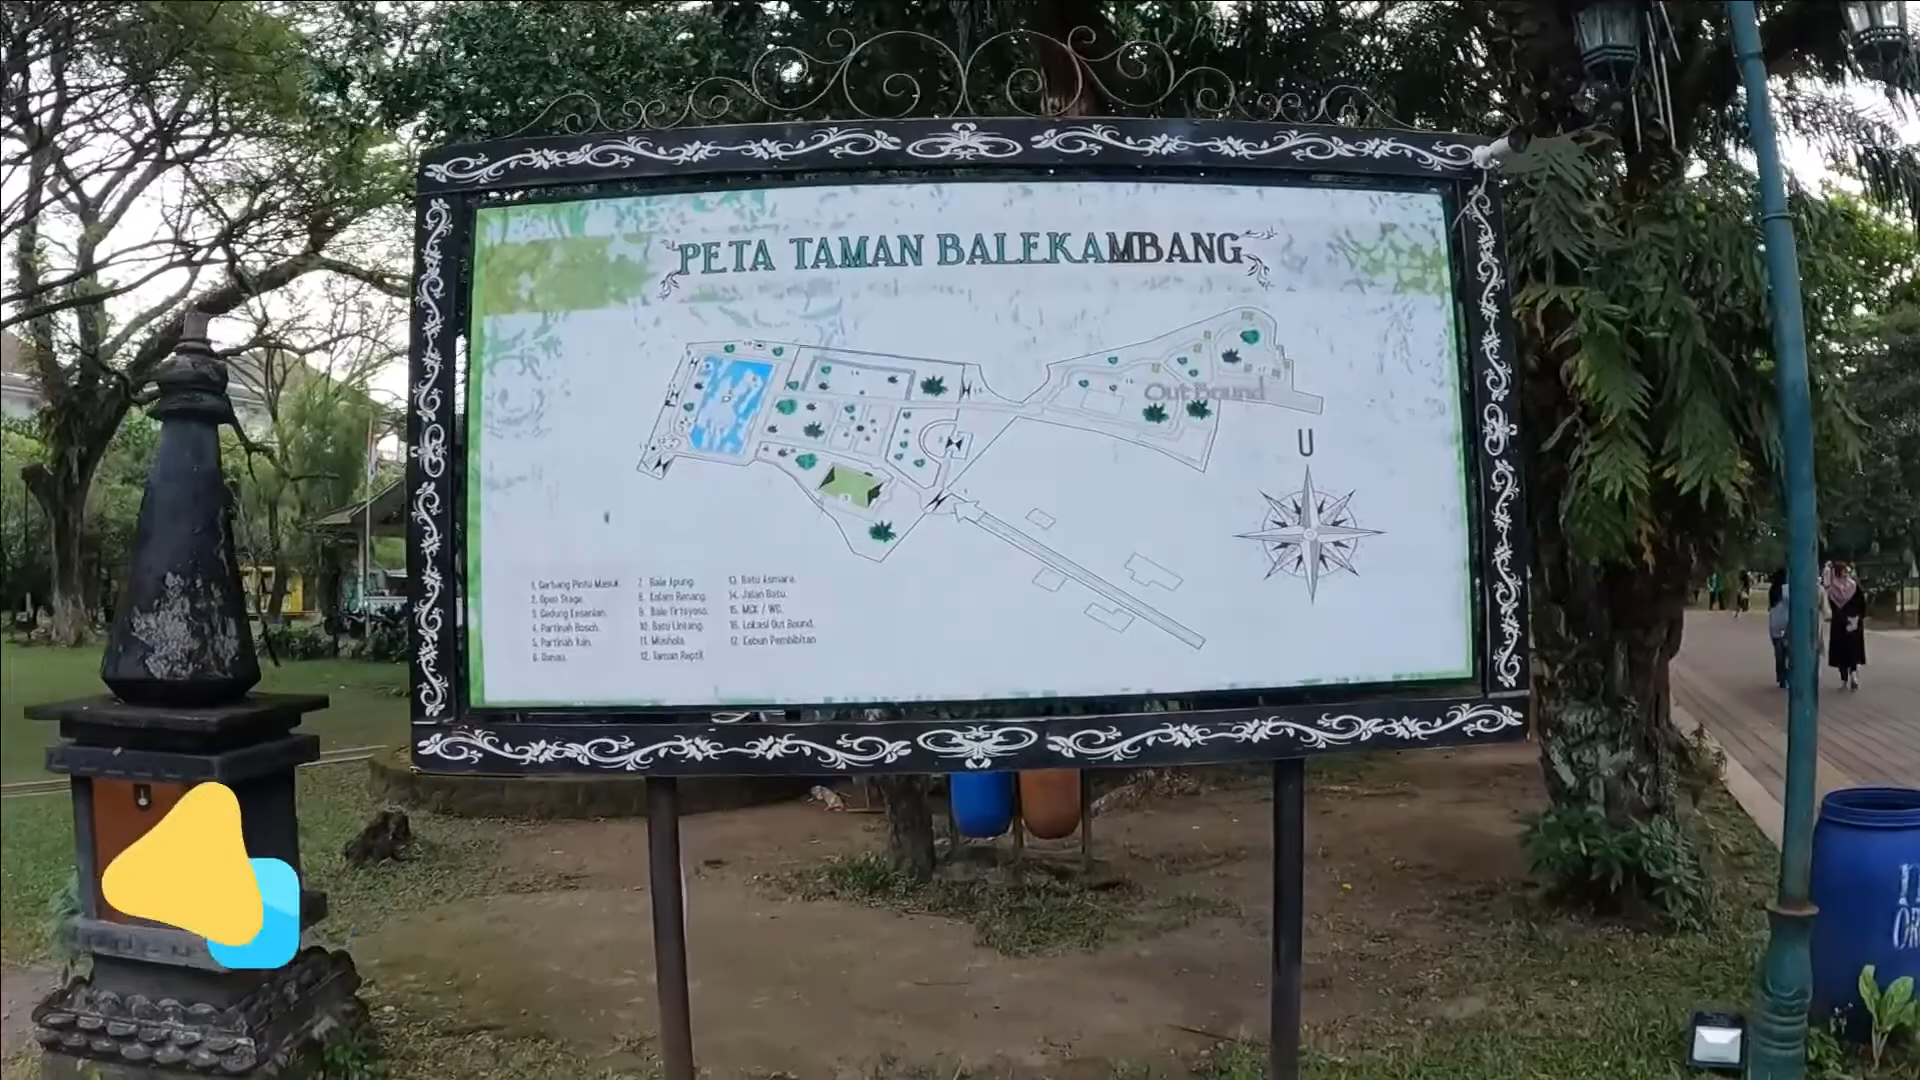 PETA TAMAN BALEKAMBANG
Out Bound
U
1. Gerbang Pintu Masuk
2. Open Stage.
3. Gedung Kesenian.
4. Partinah Bosch.
5. Partinah Tuin.
6. Danau.
7. Bale Apung.
8. Kolam Renang.
9. Bale Tirtoyoso.
10. Batu Lintang.
11. Mushola.
12. Taman Reptil
13. Batu Asmara.
14. Jalan Batu.
15. MCK / WC.
16. Lokasi Out Bound.
17. Kebun Pembibitan